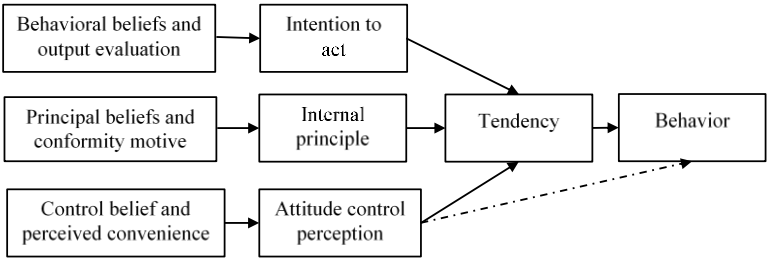 Behavioral beliefs and
output evaluation
Intention to
act
Principal beliefs and
conformity motive
Internal
principle
Tendency
Behavior
Control belief and
perceived convenience
Attitude control
perception